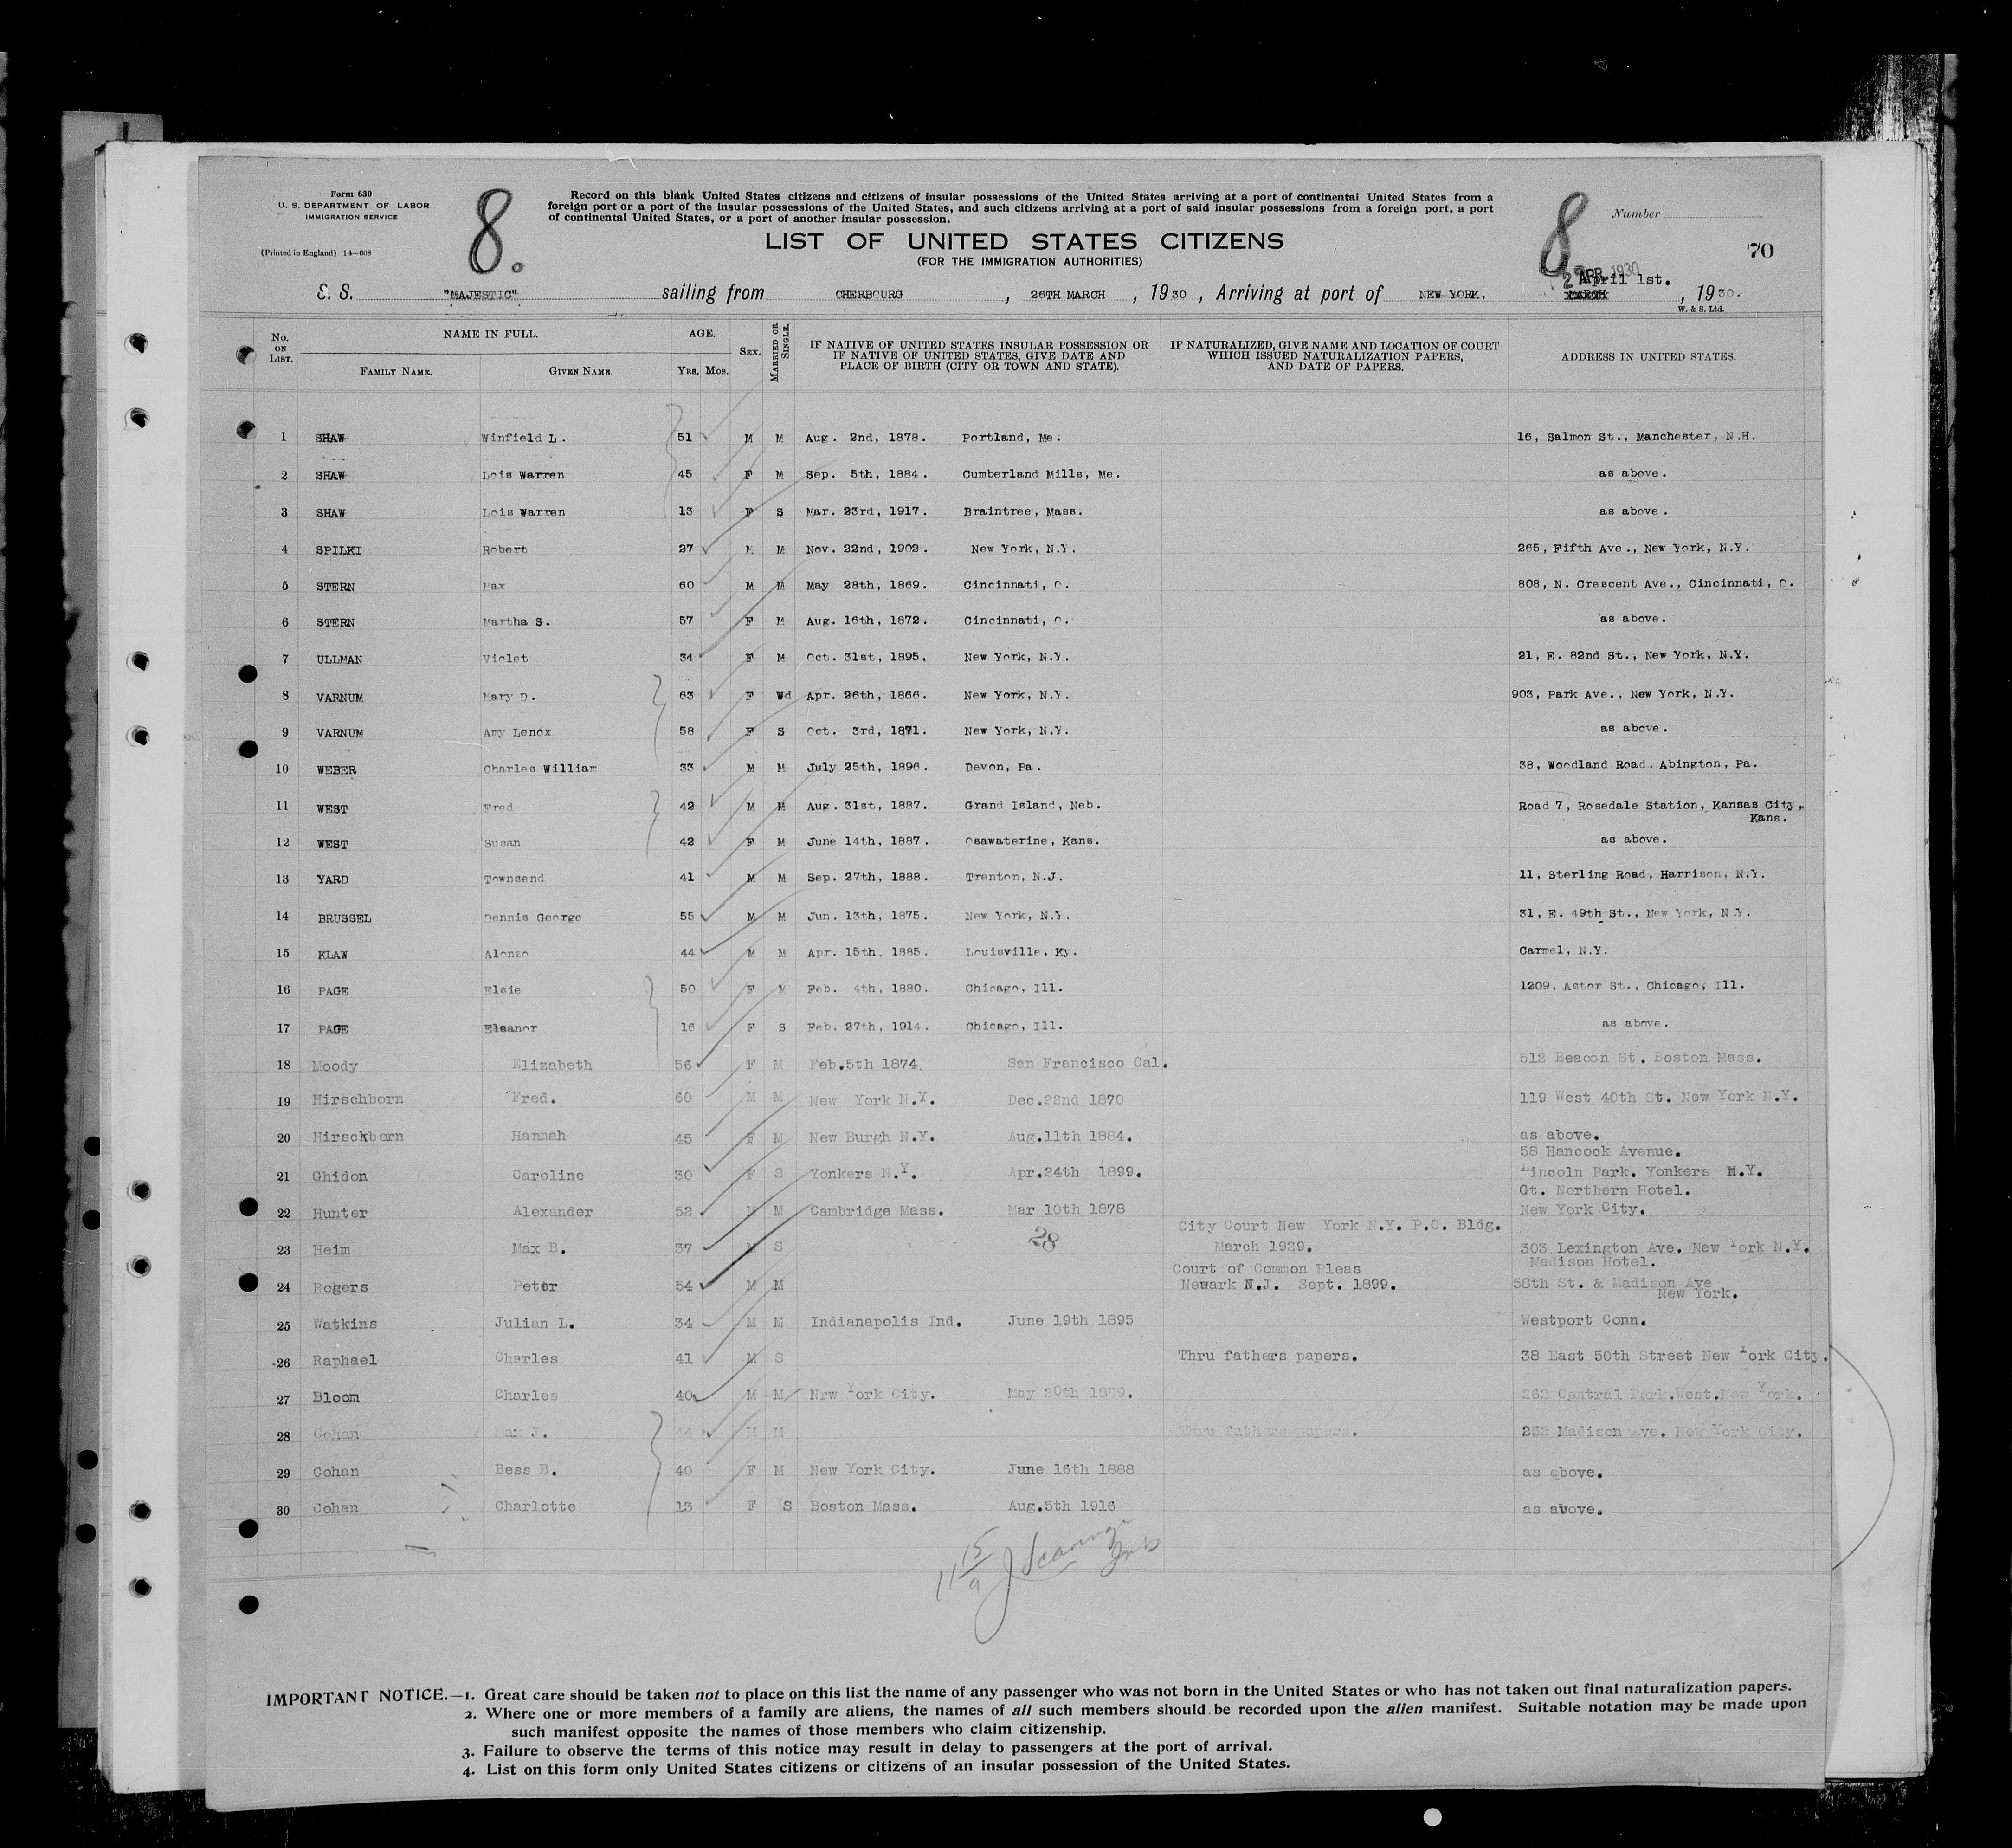 Form 630
U. S. DEPARTMENT OF LABOR
IMMIGRATION SERVICE
(Printed in England) 14—608
8.
Record on this blank United States citizens and citizens of insular possessions of the United States arriving at a port of continental United States from a
foreign port or a port of the insular possessions of the United States, and such citizens arriving at a port of said insular possessions from a foreign port, a port
of continental United States, or a port of another insular possession.
LIST OF UNITED STATES CITIZENS
(FOR THE IMMIGRATION AUTHORITIES)
8
Number
70
2 APR 1930
April 1st.
S. S. "MAJESTIC" sailing from CHERBOURG, 26TH MARCH, 1930, Arriving at port of NEW YORK, MARCH, 1930.
W. & S. Ltd.
No. ON LIST. NAME IN FULL. FAMILY NAME. GIVEN NAME. AGE. YRS. MOS. SEX. MARRIED OR SINGLE. IF NATIVE OF UNITED STATES INSULAR POSSESSION OR IF NATIVE OF UNITED STATES, GIVE DATE AND PLACE OF BIRTH (CITY OR TOWN AND STATE). IF NATURALIZED, GIVE NAME AND LOCATION OF COURT WHICH ISSUED NATURALIZATION PAPERS, AND DATE OF PAPERS. ADDRESS IN UNITED STATES.
1 SHAW Winfield L. 51 M M Aug. 2nd, 1878. Portland, Me. 16, Salmon St., Manchester, N.H.
2 SHAW Lois Warren 45 F M Sep. 5th, 1884. Cumberland Mills, Me. as above.
3 SHAW Lois Warren 13 F S Mar. 23rd, 1917. Braintree, Mass. as above.
4 SPILKI Robert 27 M M Nov. 22nd, 1902. New York, N.Y. 265, Fifth Ave., New York, N.Y.
5 STERN Max 60 M M May 28th, 1869. Cincinnati, O. 808, N. Crescent Ave., Cincinnati, O.
6 STERN Martha S. 57 F M Aug. 16th, 1872. Cincinnati, O. as above.
7 ULLMAN Violet 34 F M Oct. 31st, 1895. New York, N.Y. 21, E. 82nd St., New York, N.Y.
8 VARNUM Mary D. 63 F Wd Apr. 26th, 1866. New York, N.Y. 903, Park Ave., New York, N.Y.
9 VARNUM Amy Lenox 58 F S Oct. 3rd, 1871. New York, N.Y. as above.
10 WEBER Charles William 33 M M July 25th, 1896. Devon, Pa. 38, Woodland Road, Abington, Pa.
11 WEST Fred 42 M M Aug. 31st, 1887. Grand Island, Neb. Road 7, Rosedale Station, Kansas City,
Kans.
12 WEST Susan 42 F M June 14th, 1887. Osawaterine, Kans. as above.
13 YARD Townsend 41 M M Sep. 27th, 1888. Trenton, N.J. 11, Sterling Road, Harrison, N.Y.
14 BRUSSEL Dennis George 55 M M Jun. 13th, 1875. New York, N.Y. 31, E. 49th St., New York, N.Y.
15 KLAW Alonzo 44 M M Apr. 15th, 1885. Louisville, Ky. Carmel, N.Y.
16 PAGE Elsie 50 F M Feb. 4th, 1880. Chicago, Ill. 1209, Astor St., Chicago, Ill.
17 PAGE Eleanor 16 F S Feb. 27th, 1914. Chicago, Ill. as above.
18 Moody Elizabeth 56 F M Feb.5th 1874. San Francisco Cal. 512 Beacon St. Boston Mass.
19 Hirschborn Fred. 60 M M New York N.Y. Dec.22nd 1870 119 West 40th St. New York N.Y.
20 Hirschborn Hannah 45 F M New Burgh N.Y. Aug.11th 1884. as above.
58 Hancock Avenue.
21 Ghidon Caroline 30 F S Yonkers N.Y. Apr.24th 1899. Lincoln Park. Yonkers N.Y.
Gt. Northern Hotel.
22 Hunter Alexander 52 M M Cambridge Mass. Mar 10th 1878 New York City.
28
City Court New York N.Y. P.O. Bldg.
23 Heim Max B. 37 M S March 1929. 303 Lexington Ave. New York N.Y.
Court of Common Pleas Madison Hotel.
24 Rogers Peter 54 M M Newark N.J. Sept. 1899. 58th St. & Madison Ave
New York.
25 Watkins Julian L. 34 M M Indianapolis Ind. June 19th 1895 Westport Conn.
26 Raphael Charles 41 M S Thru fathers papers. 38 East 50th Street New York City.
27 Bloom Charles 40 M M Nrw York City. May 20th 1889. 262 Central Park.West.New York.
28 Cohan Max J. 44 M M Thru fathers papers. 252 Madison Ave. New York City.
29 Cohan Bess B. 40 F M New York City. June 16th 1888 as above.
30 Cohan Charlotte 13 F S Boston Mass. Aug.5th 1916 as above.
IMPORTANT NOTICE.—1. Great care should be taken not to place on this list the name of any passenger who was not born in the United States or who has not taken out final naturalization papers.
2. Where one or more members of a family are aliens, the names of all such members should be recorded upon the alien manifest. Suitable notation may be made upon
such manifest opposite the names of those members who claim citizenship.
3. Failure to observe the terms of this notice may result in delay to passengers at the port of arrival.
4. List on this form only United States citizens or citizens of an insular possession of the United States.